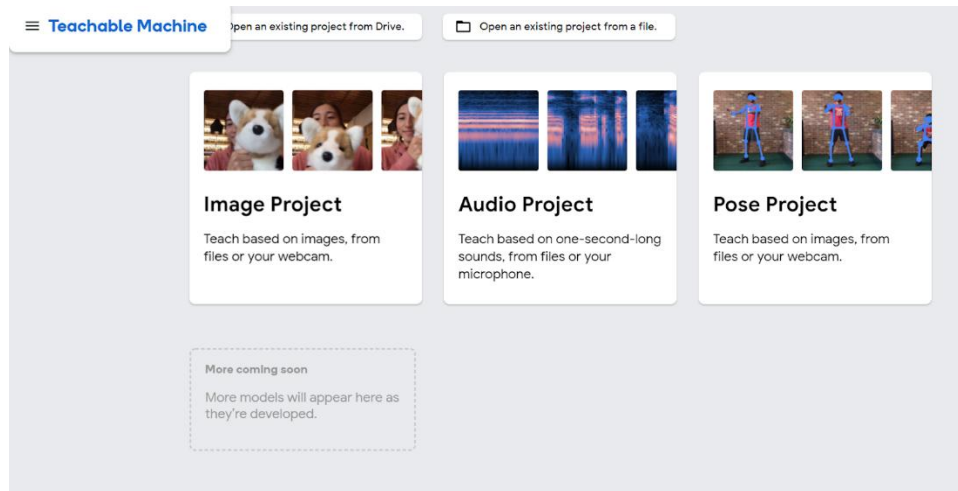 Teachable Machine
pen an existing project from Drive.
Open an existing project from a file.
Image Project
Teach based on images, from
files or your webcam.
Audio Project
Teach based on one-second-long
sounds, from files or your
microphone.
Pose Project
Teach based on images, from
files or your webcam.
More coming soon
More models will appear here as
they're developed.